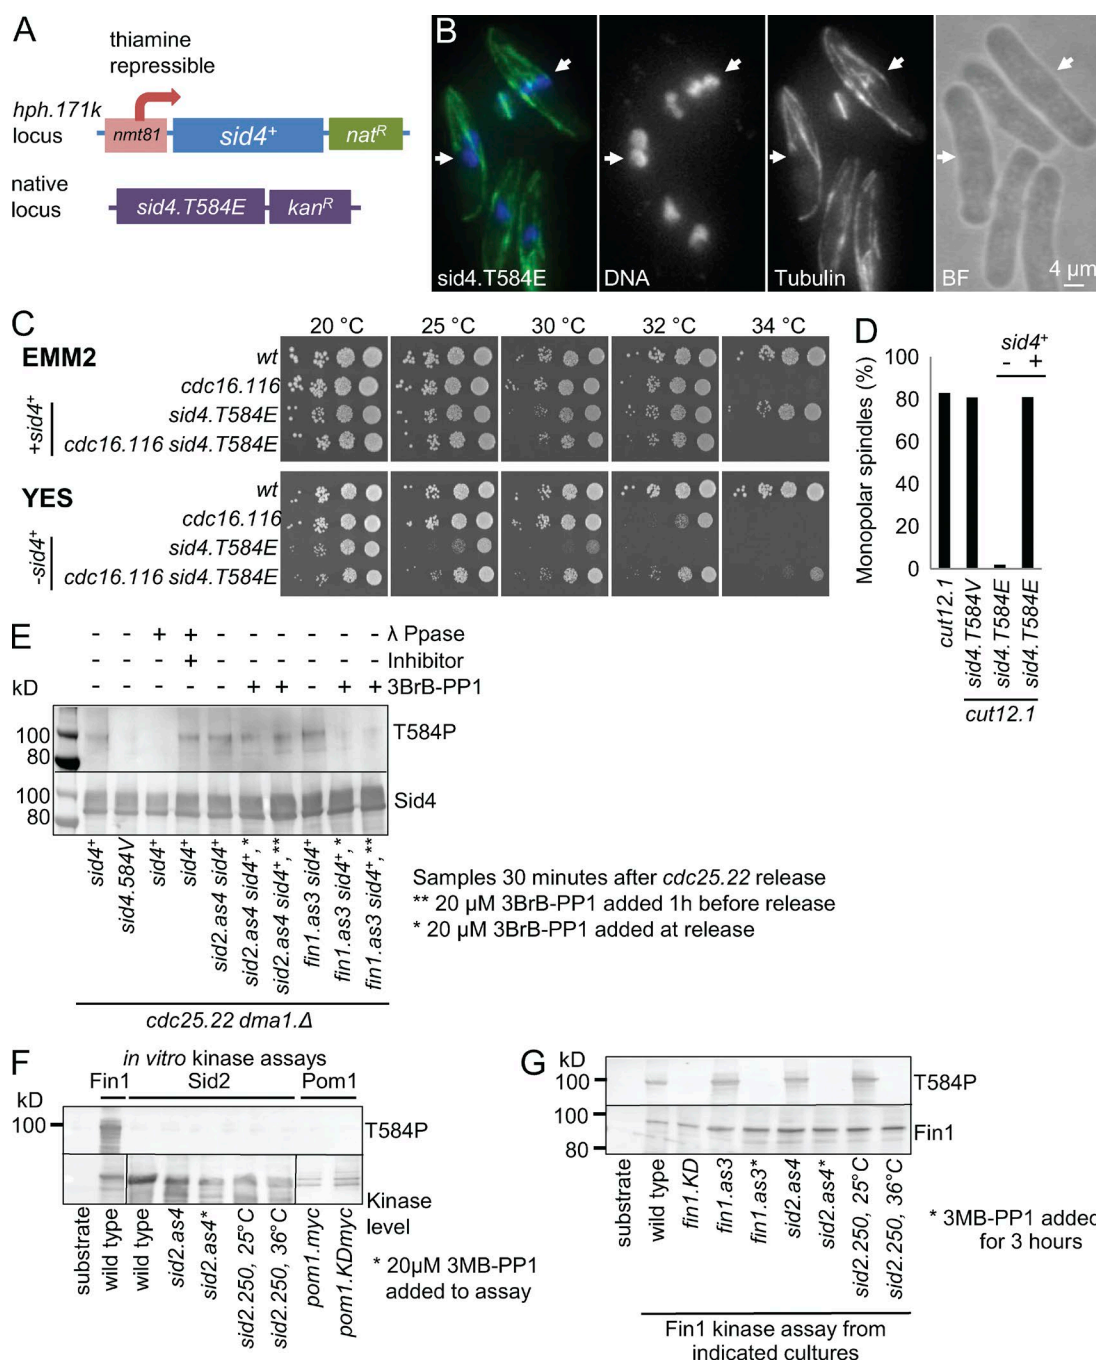 A
thiamine
repressible
hph.171k
locus
nmt81
sid4+
natR
native
locus
sid4.T584E
kanR
B
sid4.T584E
DNA
Tubulin
BF
4 µm
C
20 °C 25 °C 30 °C 32 °C 34 °C
EMM2
+sid4+
wt
cdc16.116
sid4.T584E
cdc16.116 sid4.T584E
YES
-sid4+
wt
cdc16.116
sid4.T584E
cdc16.116 sid4.T584E
D
sid4+
- +
Monopolar spindles (%)
100
80
60
40
20
0
cut12.1
sid4.T584V
sid4.T584E
sid4.T584E
cut12.1
E
- - + + - - - - - - λ Ppase
- - - + - - - - - - Inhibitor
- - - - - + + - + + 3BrB-PP1
kD
100
80
T584P
100
80
Sid4
sid4+
sid4.584V
sid4+
sid4+
sid2.as4 sid4+
sid2.as4 sid4+, *
sid2.as4 sid4+, **
fin1.as3 sid4+
fin1.as3 sid4+, *
fin1.as3 sid4+, **
cdc25.22 dma1.Δ
Samples 30 minutes after cdc25.22 release
** 20 µM 3BrB-PP1 added 1h before release
* 20 µM 3BrB-PP1 added at release
F
in vitro kinase assays
Fin1 Sid2 Pom1
kD
100
T584P
Kinase
level
substrate
wild type
wild type
sid2.as4
sid2.as4*
sid2.250, 25°C
sid2.250, 36°C
pom1.myc
pom1.KDmyc
* 20µM 3MB-PP1
added to assay
G
kD
100
T584P
100
80
Fin1
substrate
wild type
fin1.KD
fin1.as3
fin1.as3*
sid2.as4
sid2.as4*
sid2.250, 25°C
sid2.250, 36°C
* 3MB-PP1 added
for 3 hours
Fin1 kinase assay from
indicated cultures